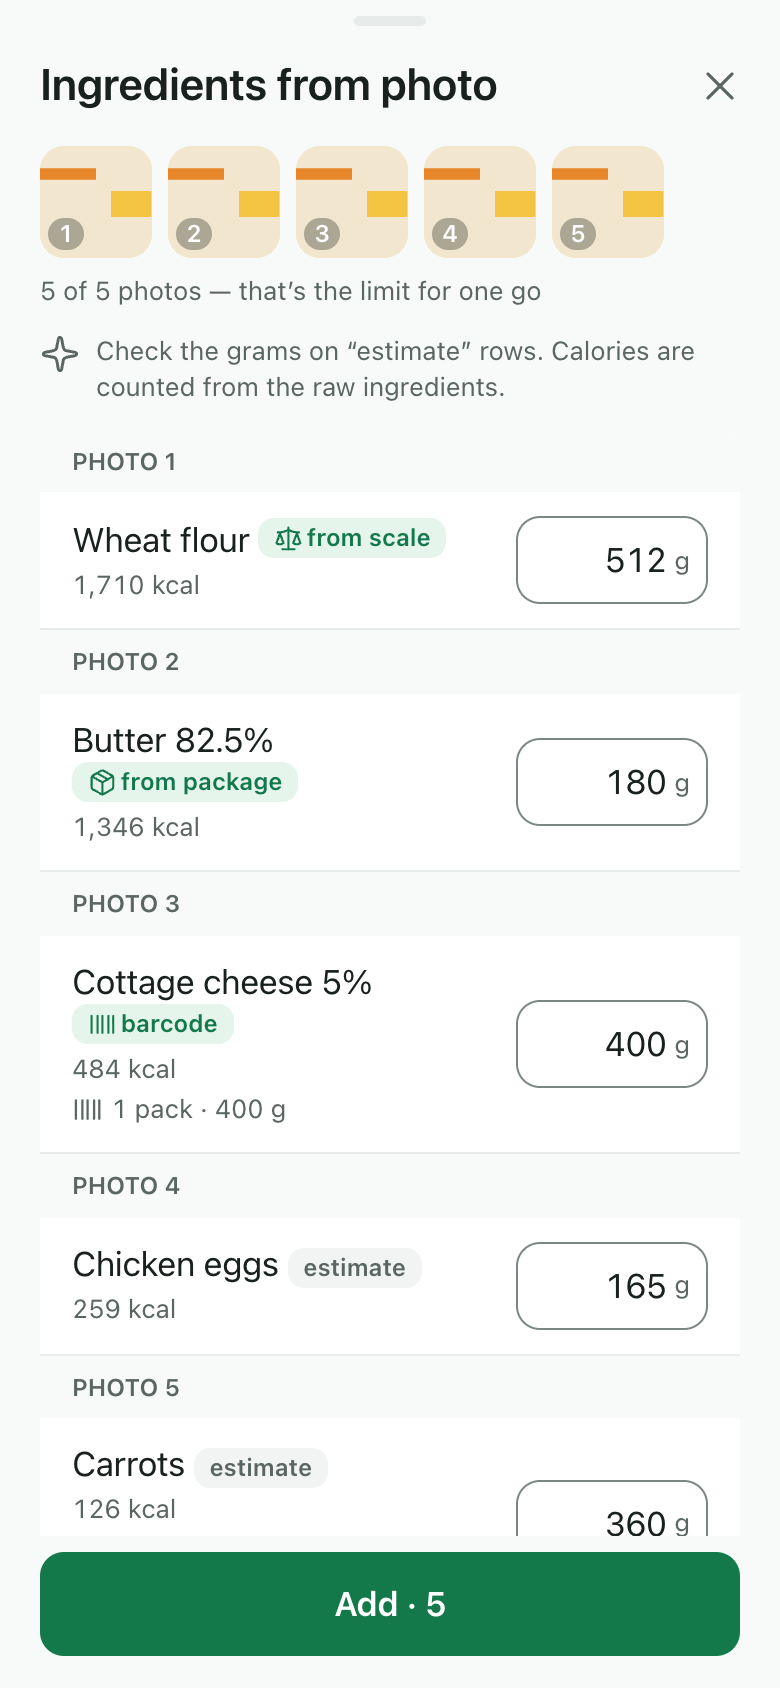 Ingredients from photo
1 2 3 4 5
5 of 5 photos — that’s the limit for one go
Check the grams on “estimate” rows. Calories are
counted from the raw ingredients.
PHOTO 1
Wheat flour from scale
1,710 kcal
512 g
PHOTO 2
Butter 82.5%
from package
1,346 kcal
180 g
PHOTO 3
Cottage cheese 5%
barcode
484 kcal
1 pack · 400 g
400 g
PHOTO 4
Chicken eggs estimate
259 kcal
165 g
PHOTO 5
Carrots estimate
126 kcal
360 g
Add · 5